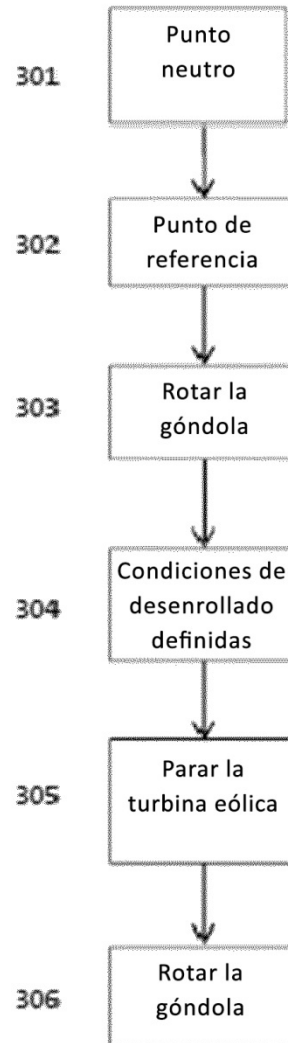 Punto
neutro
301
Punto de
referencia
302
Rotar la
góndola
303
Condiciones de
desenrollado
definidas
304
Parar la
turbina eólica
305
Rotar la
góndola
306